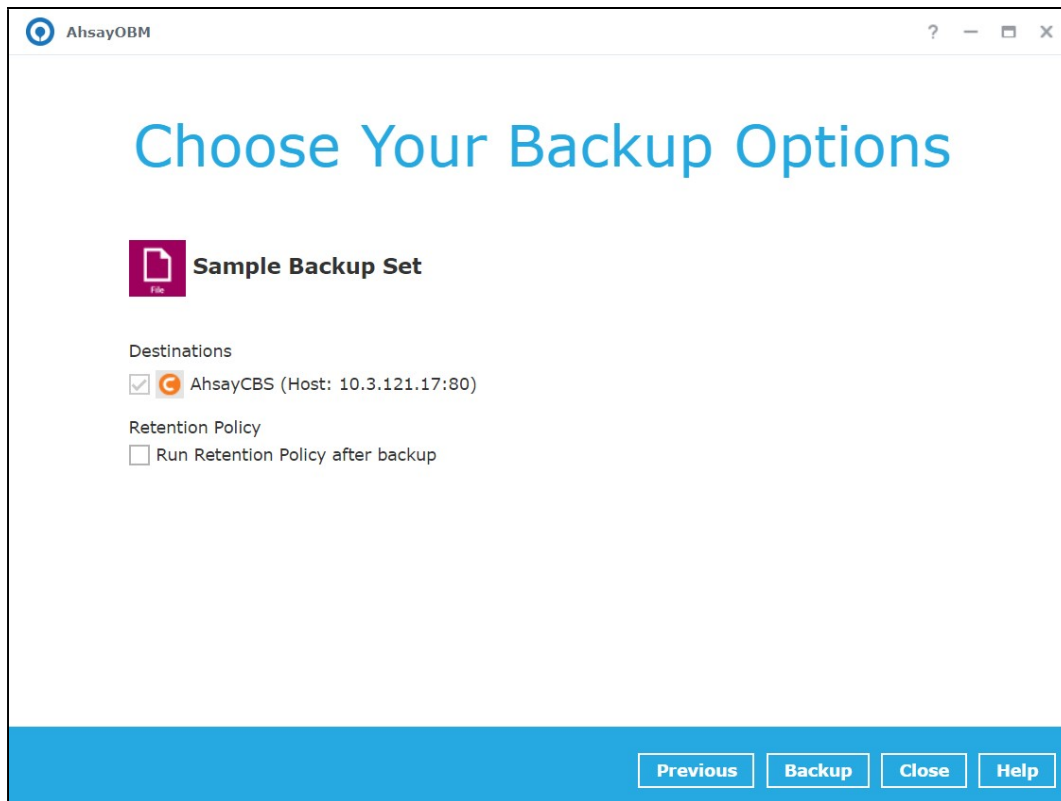 AhsayOBM ?
Choose Your Backup Options
File
Sample Backup Set
Destinations
C AhsayCBS (Host: 10.3.121.17:80)
Retention Policy
Run Retention Policy after backup
Previous Backup Close Help